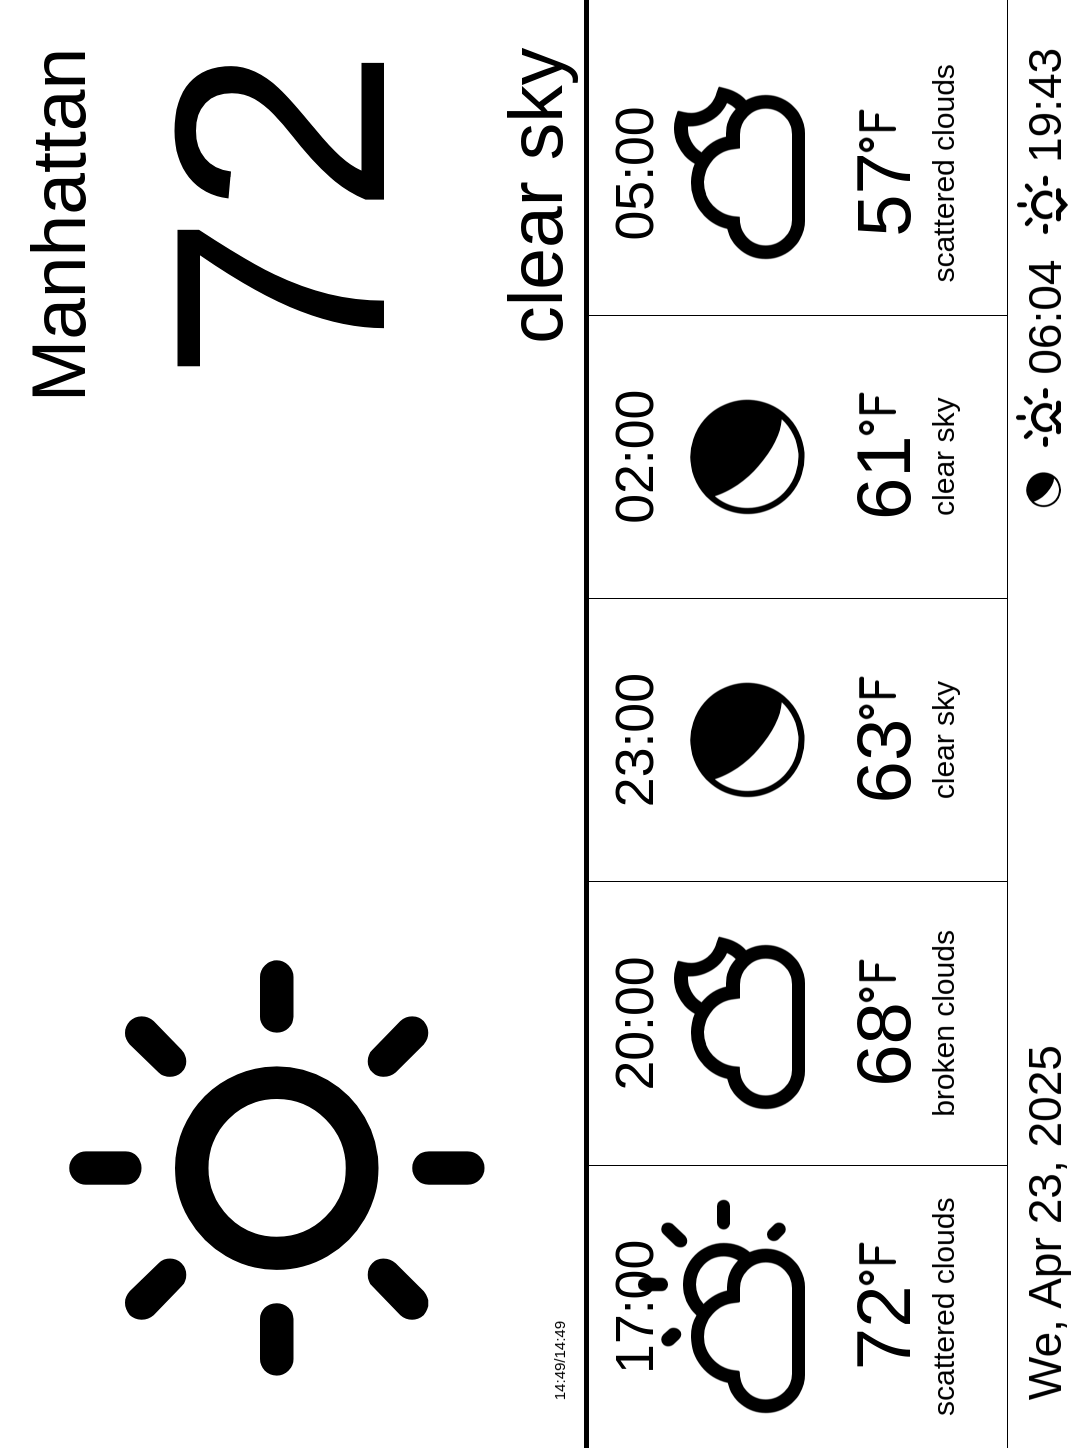 Manhattan
72
clear sky
14:49/14:49
17:00
72°F
scattered clouds
20:00
68°F
broken clouds
23:00
63°F
clear sky
02:00
61°F
clear sky
05:00
57°F
scattered clouds
We, Apr 23, 2025
06:04 19:43